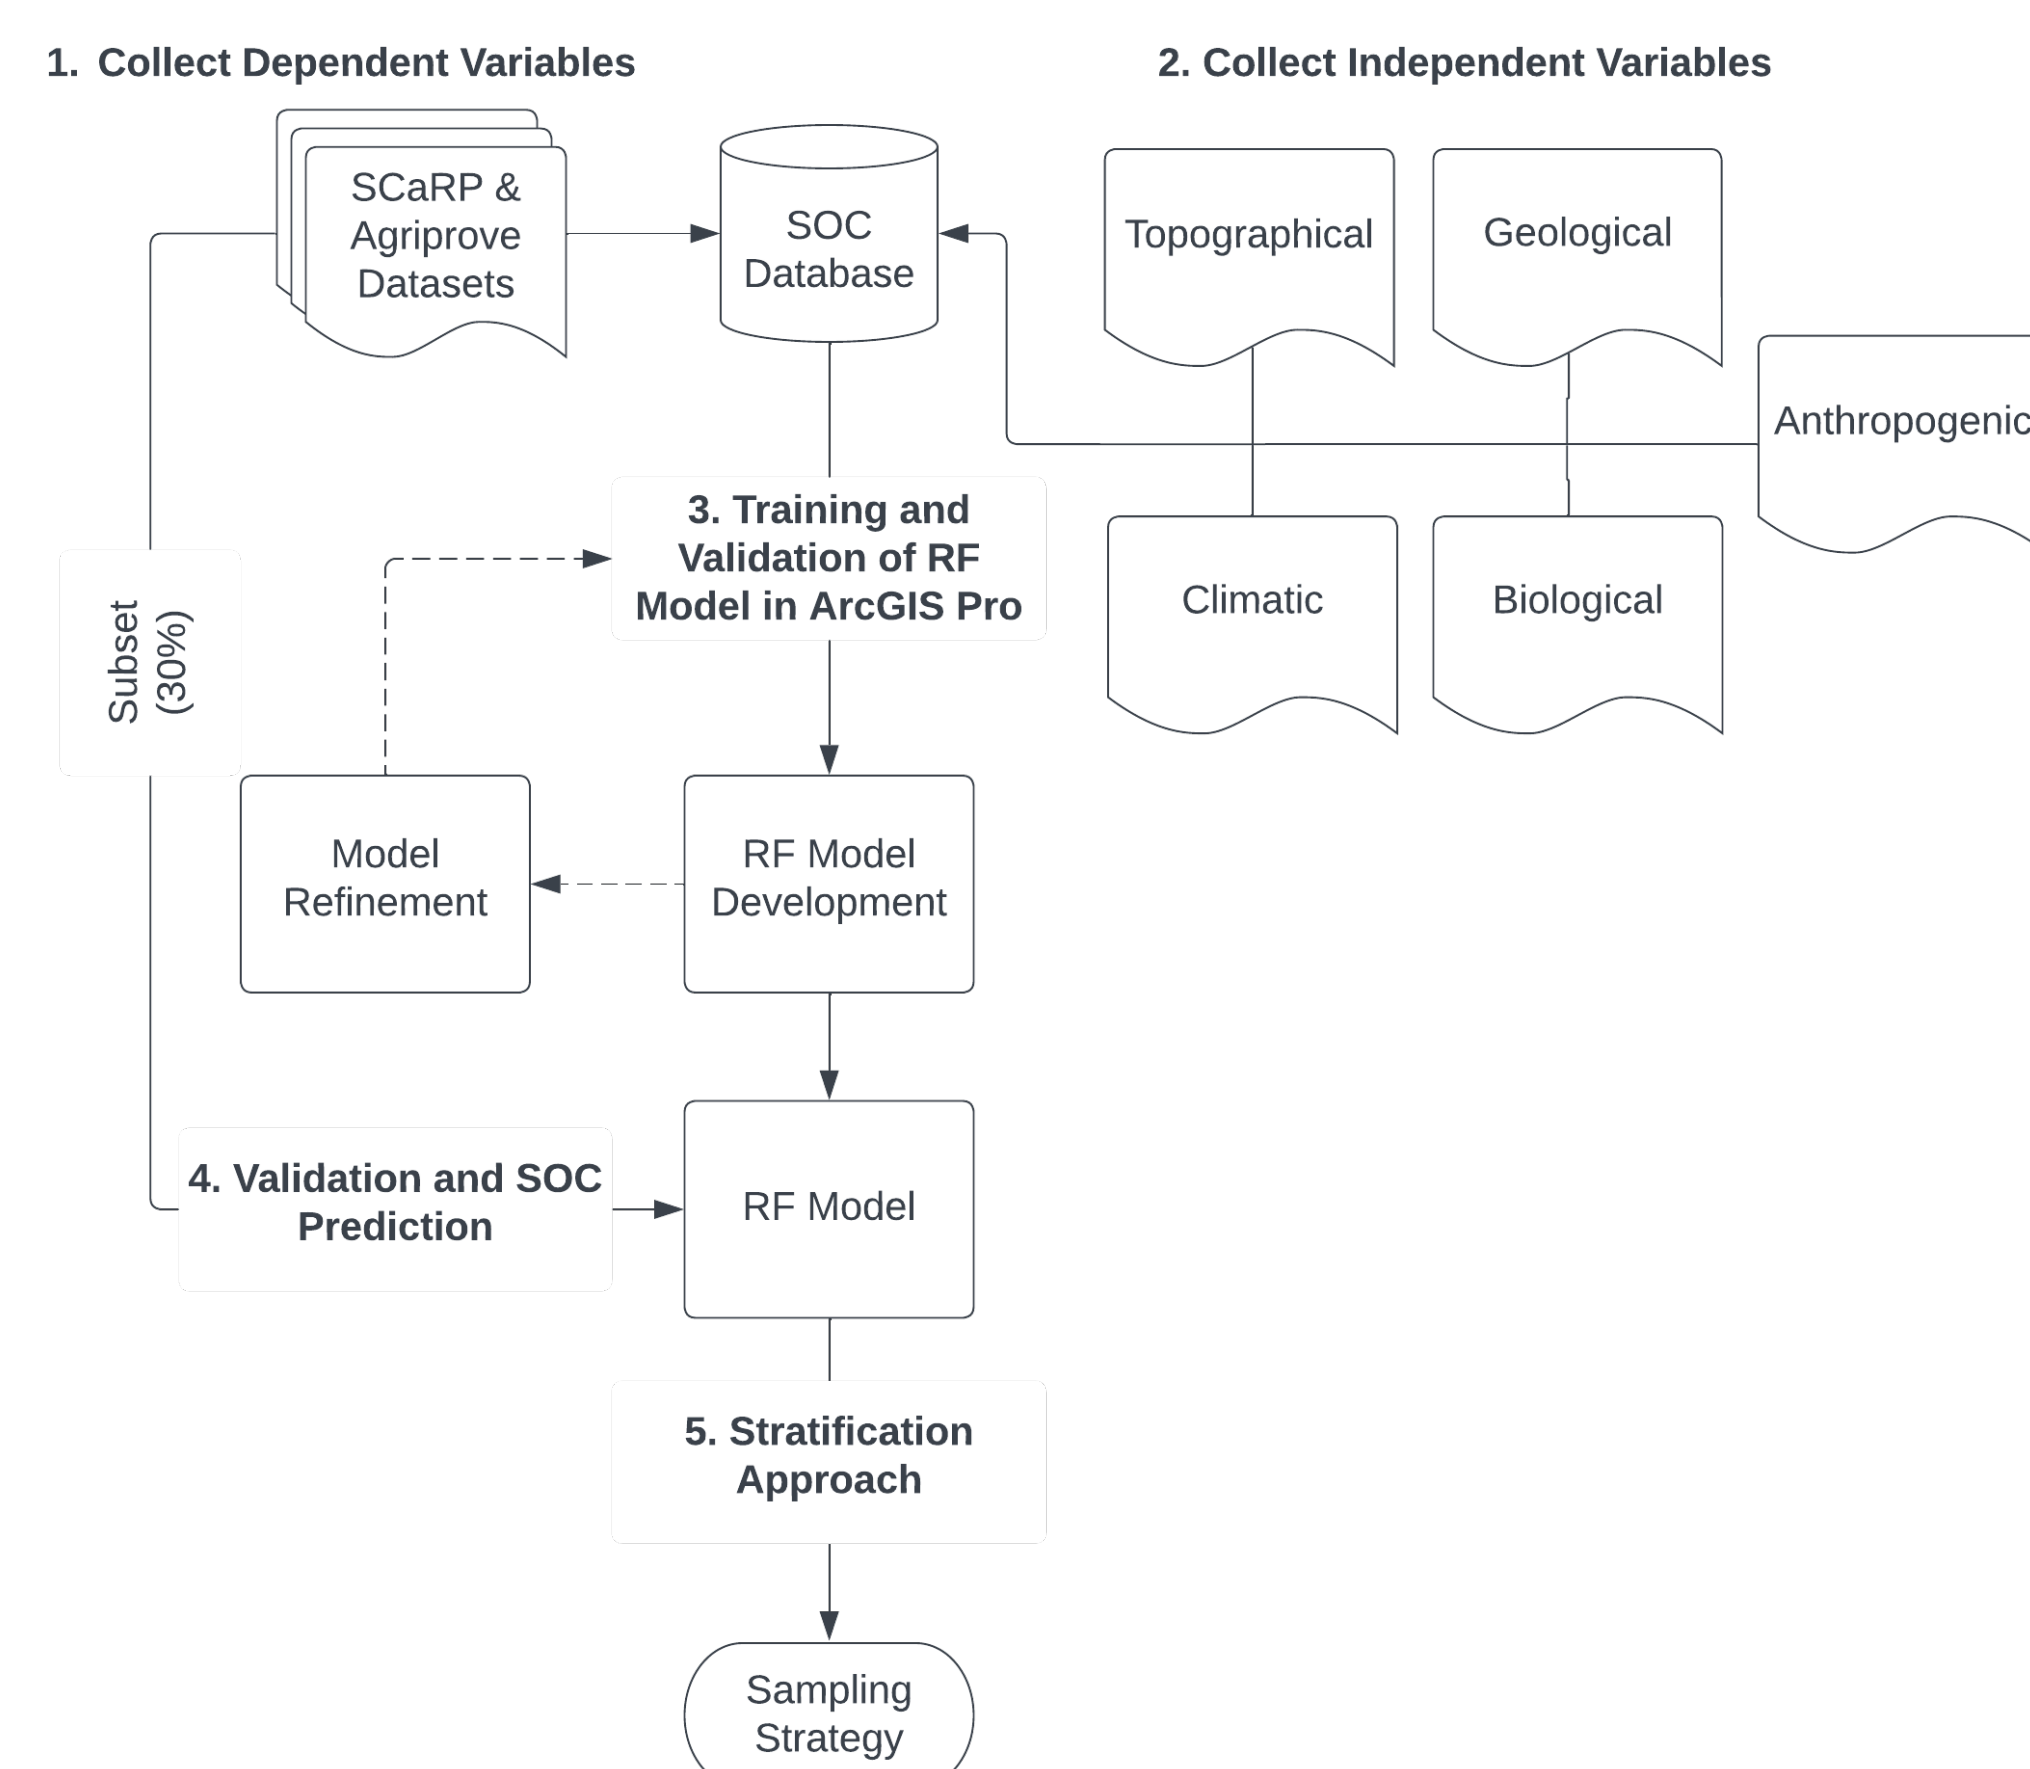 1. Collect Dependent Variables
2. Collect Independent Variables
SCaRP &
Agriprove
Datasets
SOC
Database
Topographical
Geological
Anthropogenic
3. Training and
Validation of RF
Model in ArcGIS Pro
Climatic
Biological
Subset
(30%)
Model
Refinement
RF Model
Development
4. Validation and SOC
Prediction
RF Model
5. Stratification
Approach
Sampling
Strategy